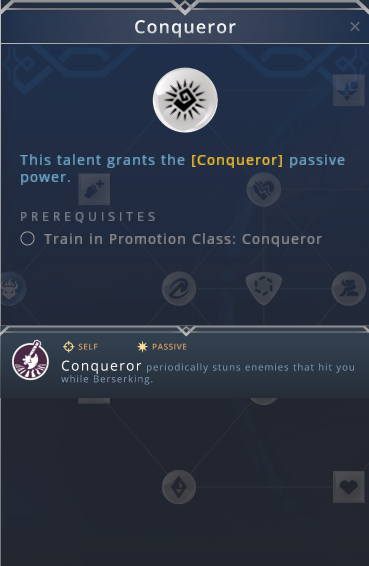 Conqueror
This talent grants the [Conqueror] passive
power.
PREREQUISITES
Train in Promotion Class: Conqueror
SELF PASSIVE
Conqueror periodically stuns enemies that hit you
while Berserking.